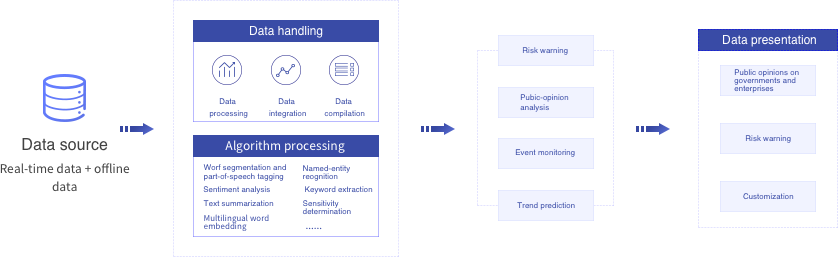 Data source
Real-time data + offline
data
Data handling
Data
processing
Data
integration
Data
compilation
Algorithm processing
Worf segmentation and
part-of-speech tagging
Named-entity
reognition
Sentiment analysis
Keyword extraction
Text summarization
Sensitivity
determination
Multilingual word
embedding
......
Risk warning
Pubic-opinion
analysis
Event monitoring
Trend prediction
Data presentation
Public opinions on
governments and
enterprises
Risk warning
Customization